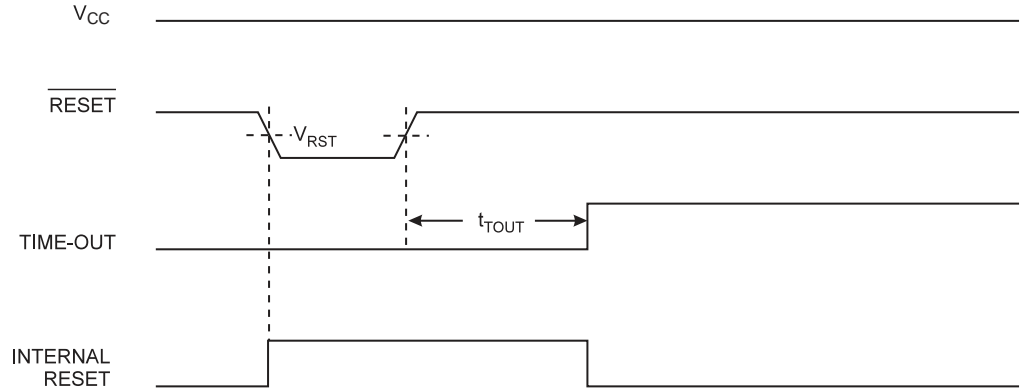 VCC
RESET
VRST
tTOUT
TIME-OUT
INTERNAL
RESET